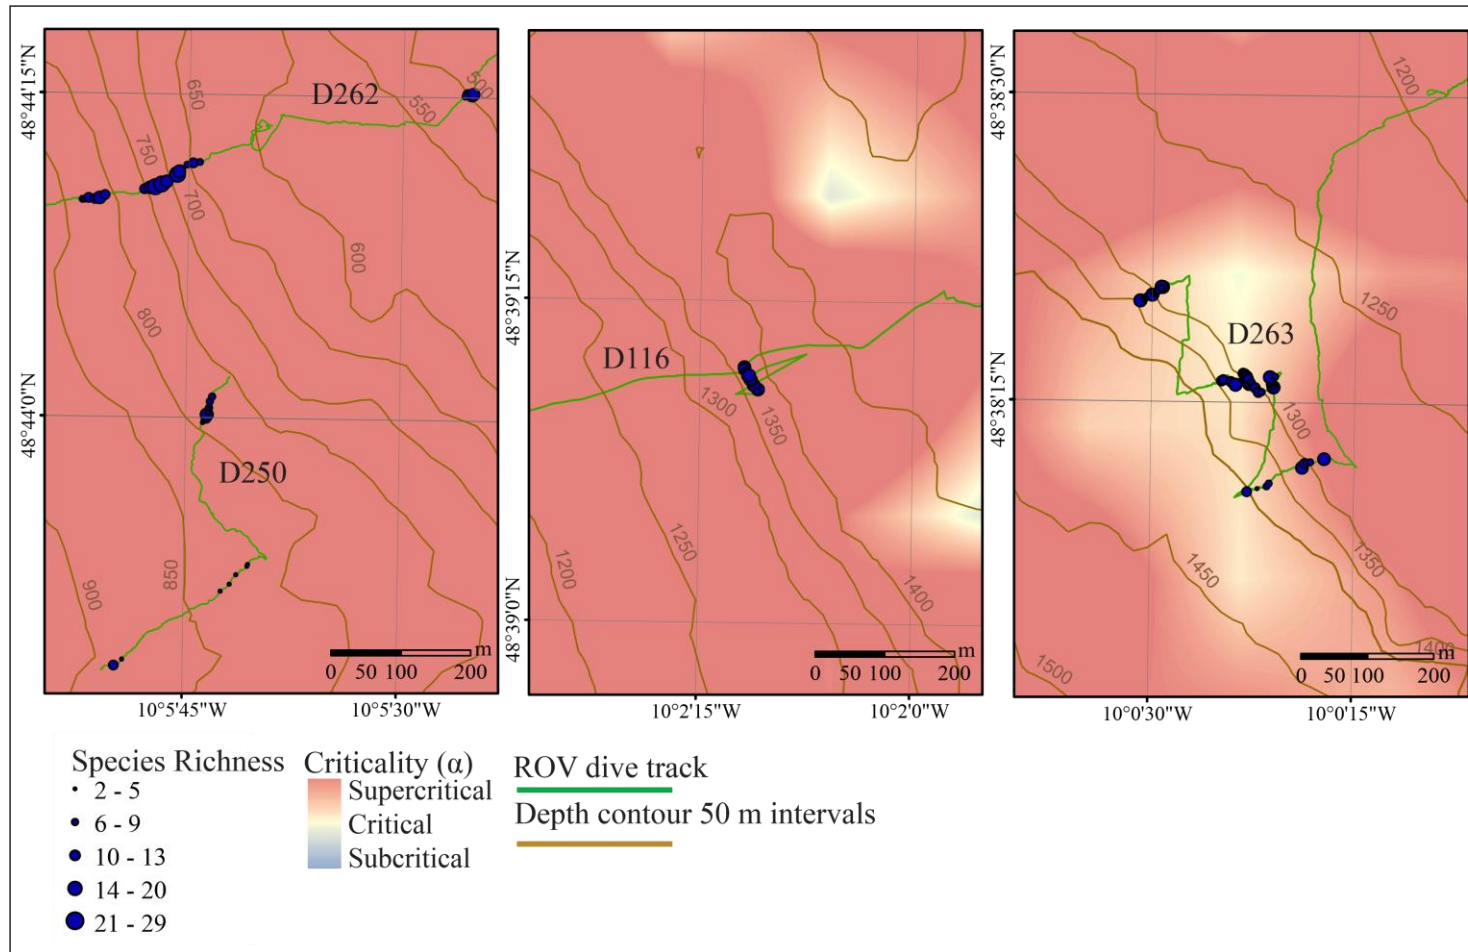 48°44'15"N
48°44'0"N
D262
D250
500
550
600
650
700
750
800
850
900
m
0 50 100 200
10°5'45"W
10°5'30"W
48°39'15"N
48°39'0"N
D116
1200
1250
1300
1350
1400
m
0 50 100 200
10°2'15"W
10°2'0"W
48°38'30"N
48°38'15"N
D263
1200
1250
1300
1350
1400
1450
1500
m
0 50 100 200
10°0'30"W
10°0'15"W
Species Richness
2 - 5
6 - 9
10 - 13
14 - 20
21 - 29
Criticality (α)
Supercritical
Critical
Subcritical
ROV dive track
Depth contour 50 m intervals